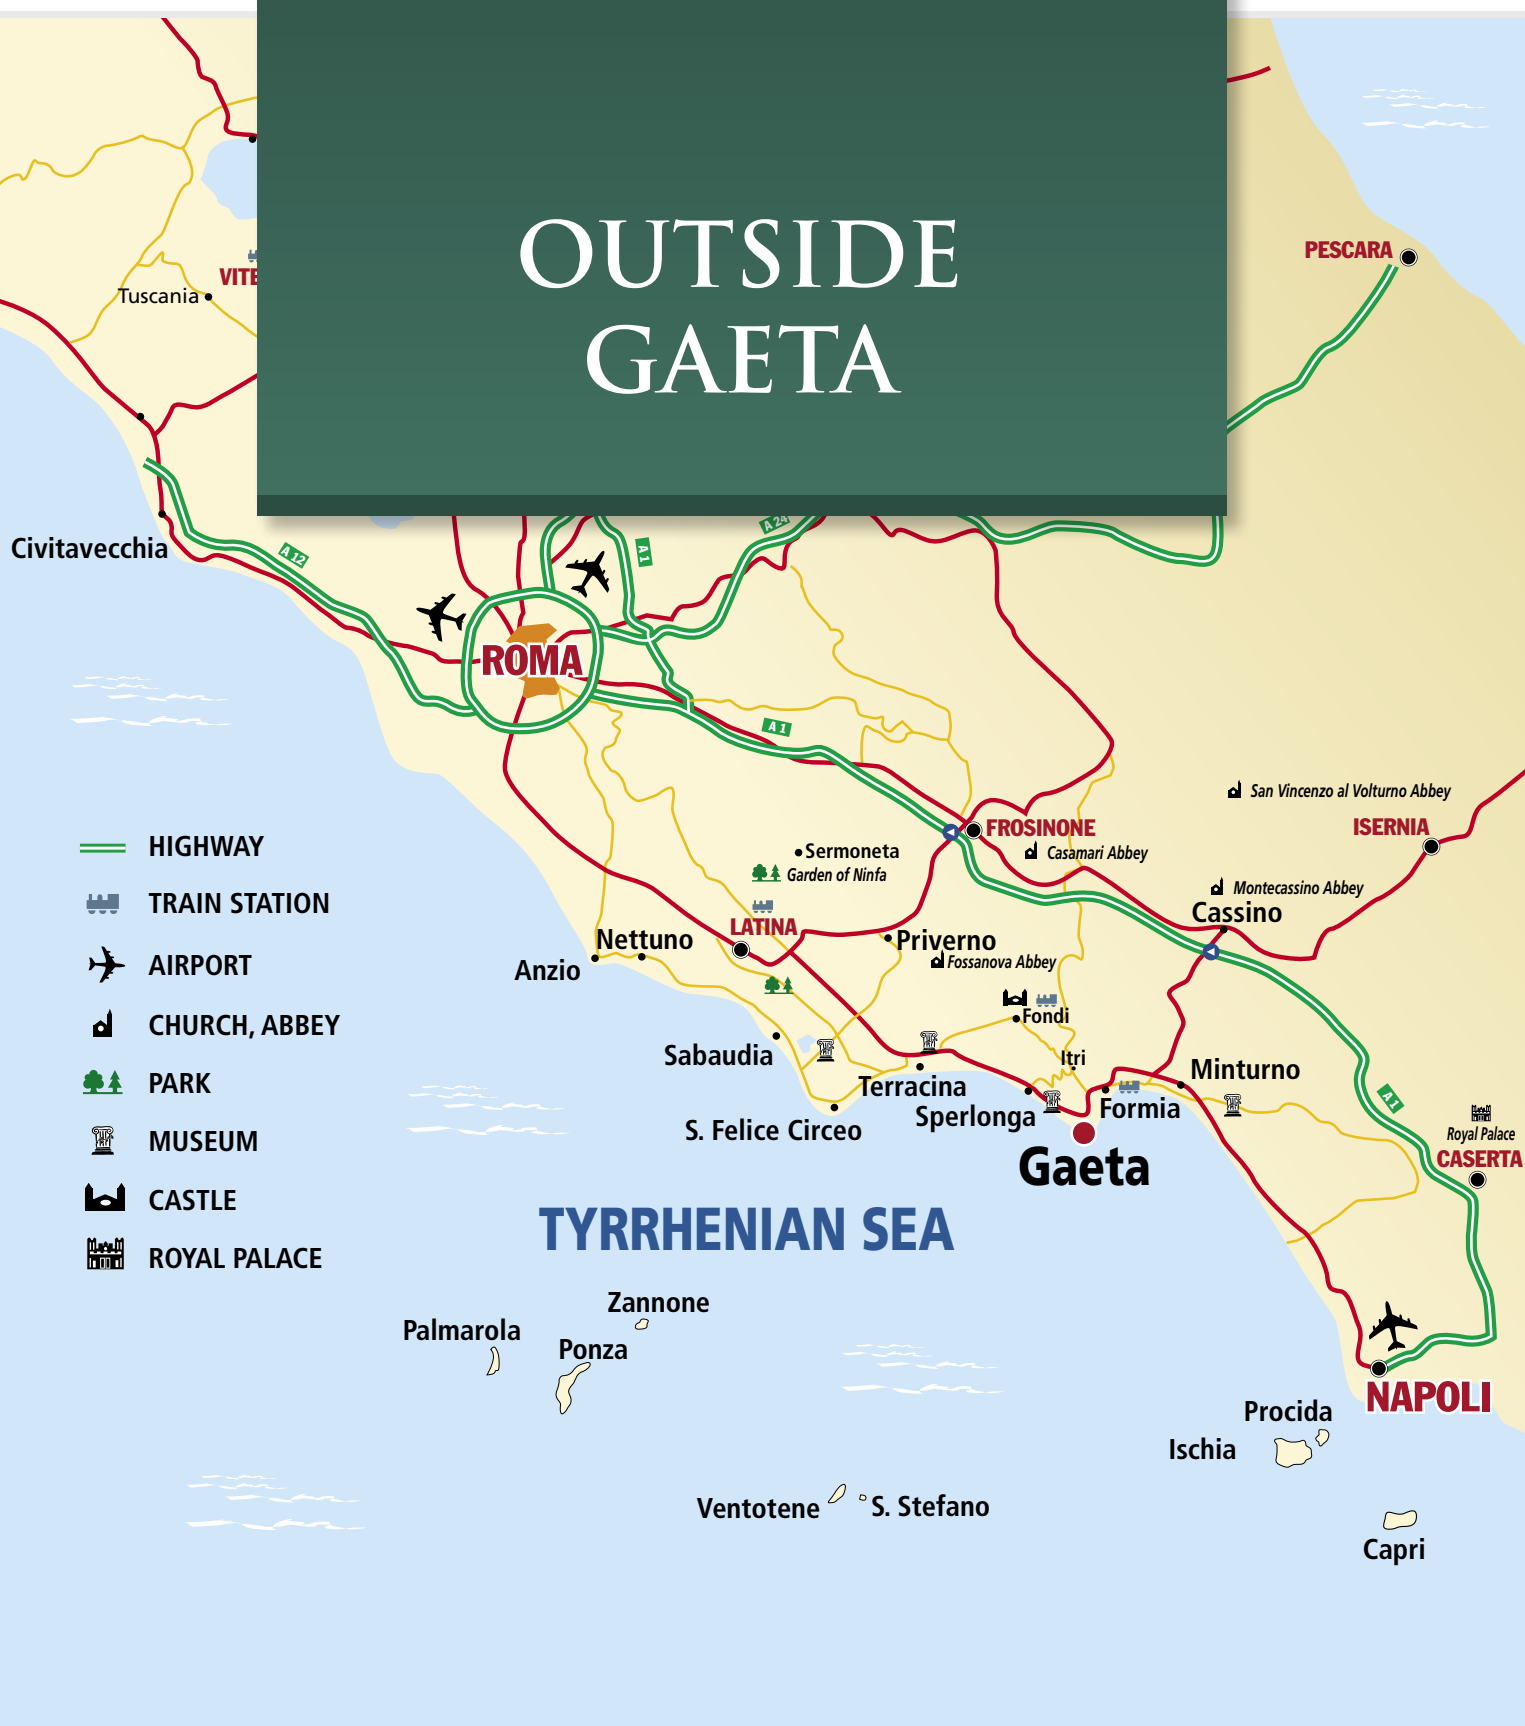 OUTSIDE
GAETA
PESCARA
VITE
Tuscania
Civitavecchia
A 12
A 1
A 24
ROMA
A 1
San Vincenzo al Volturno Abbey
ISERNIA
FROSINONE
Casamari Abbey
Sermoneta
Garden of Ninfa
Montecassino Abbey
Cassino
LATINA
Nettuno
Anzio
Priverno
Fossanova Abbey
Fondi
Sabaudia
Itri
Terracina
Minturno
Sperlonga
Formia
A 1
S. Felice Circeo
Royal Palace
CASERTA
Gaeta
HIGHWAY
TRAIN STATION
AIRPORT
CHURCH, ABBEY
PARK
MUSEUM
CASTLE
ROYAL PALACE
TYRRHENIAN SEA
Zannone
Palmarola
Ponza
NAPOLI
Procida
Ischia
Ventotene
S. Stefano
Capri